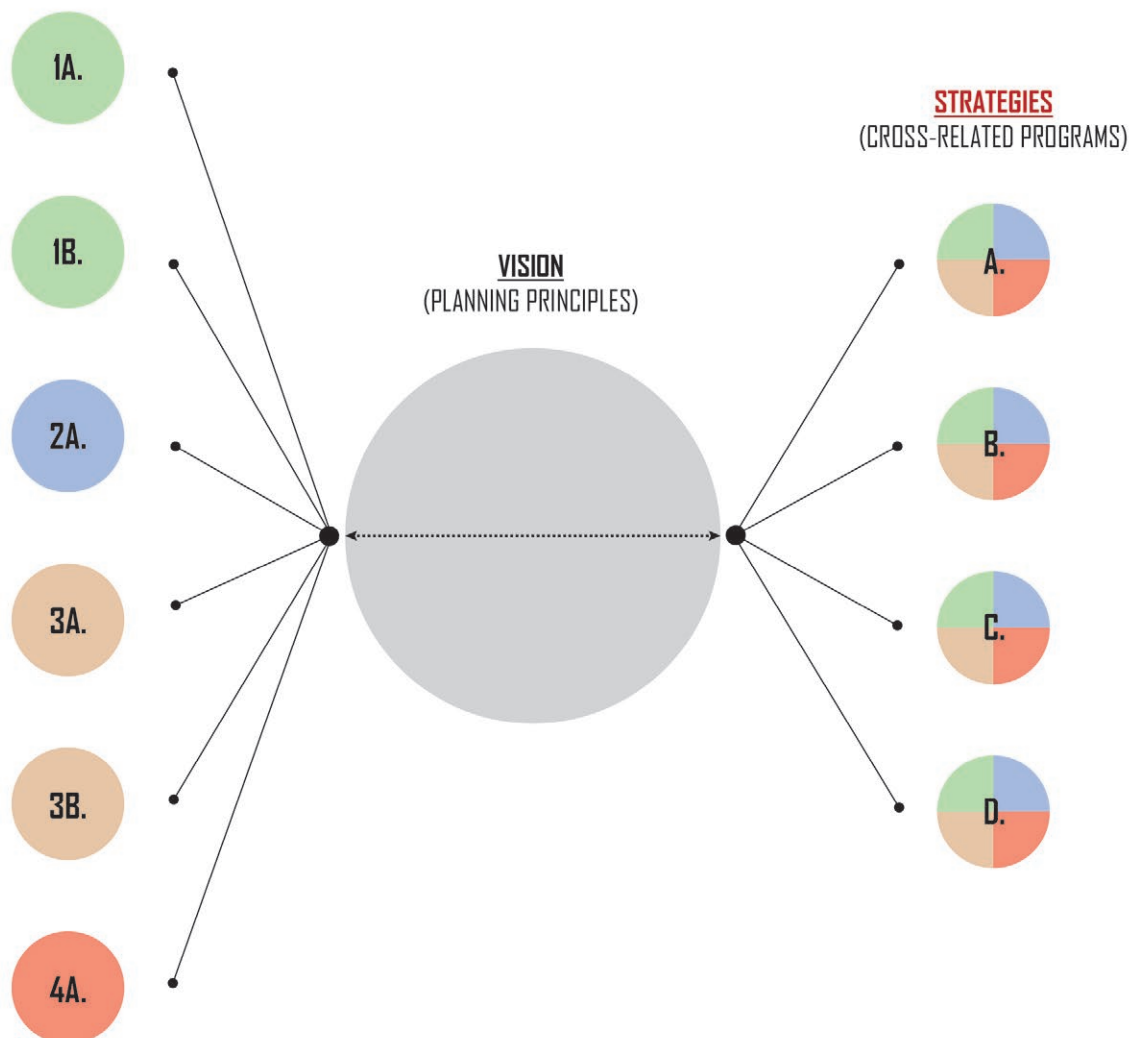 1A.
1B.
2A.
3A.
3B.
4A.
VISION
(PLANNING PRINCIPLES)
STRATEGIES
(CROSS-RELATED PROGRAMS)
A.
B.
C.
D.